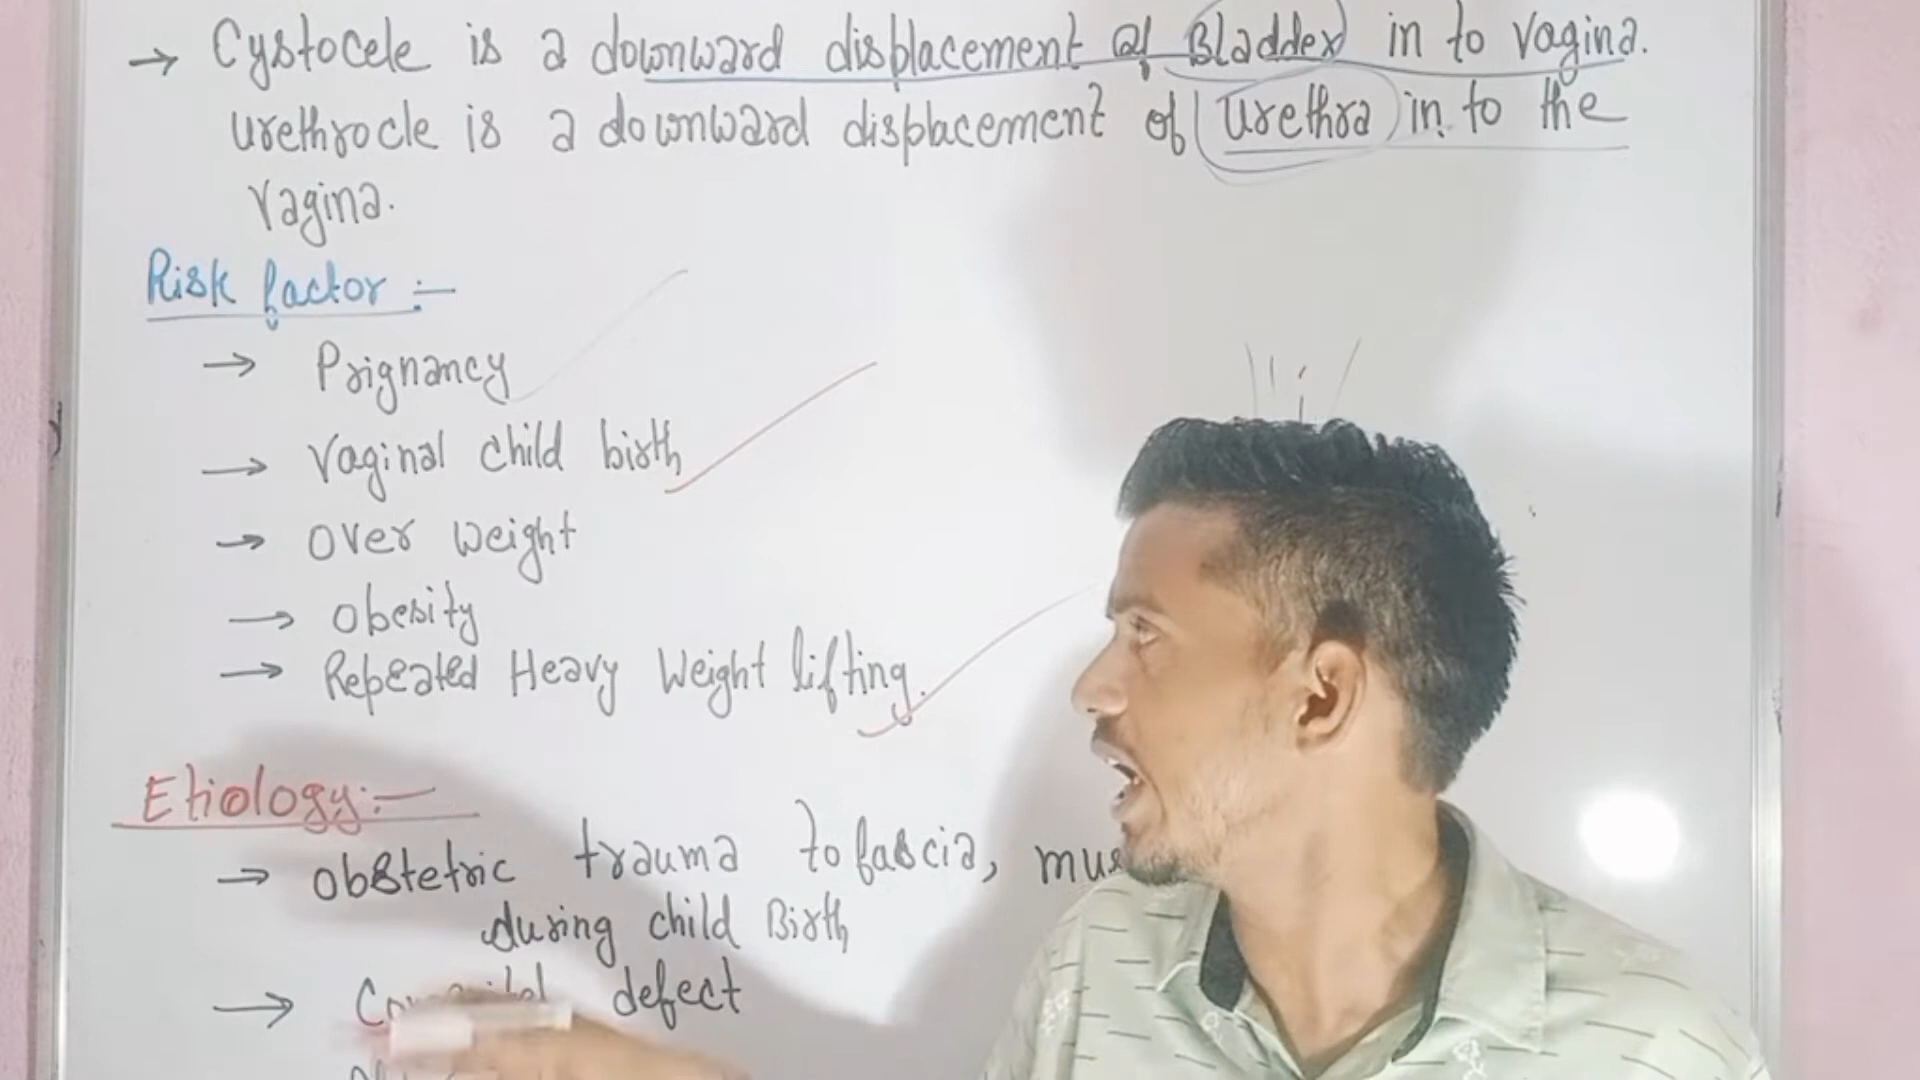 → Cystocele is a downward displacement of Bladder in to vagina.
urethrocle is a downward displacement of urethra in to the
vagina.
Risk factor :-
→ Prignancy
→ Vaginal child birth
→ over weight
→ obesity
→ Repeated Heavy Weight lifting.
Etiology:-
→ obstetric trauma to fascia,
during child Birth
→ defect